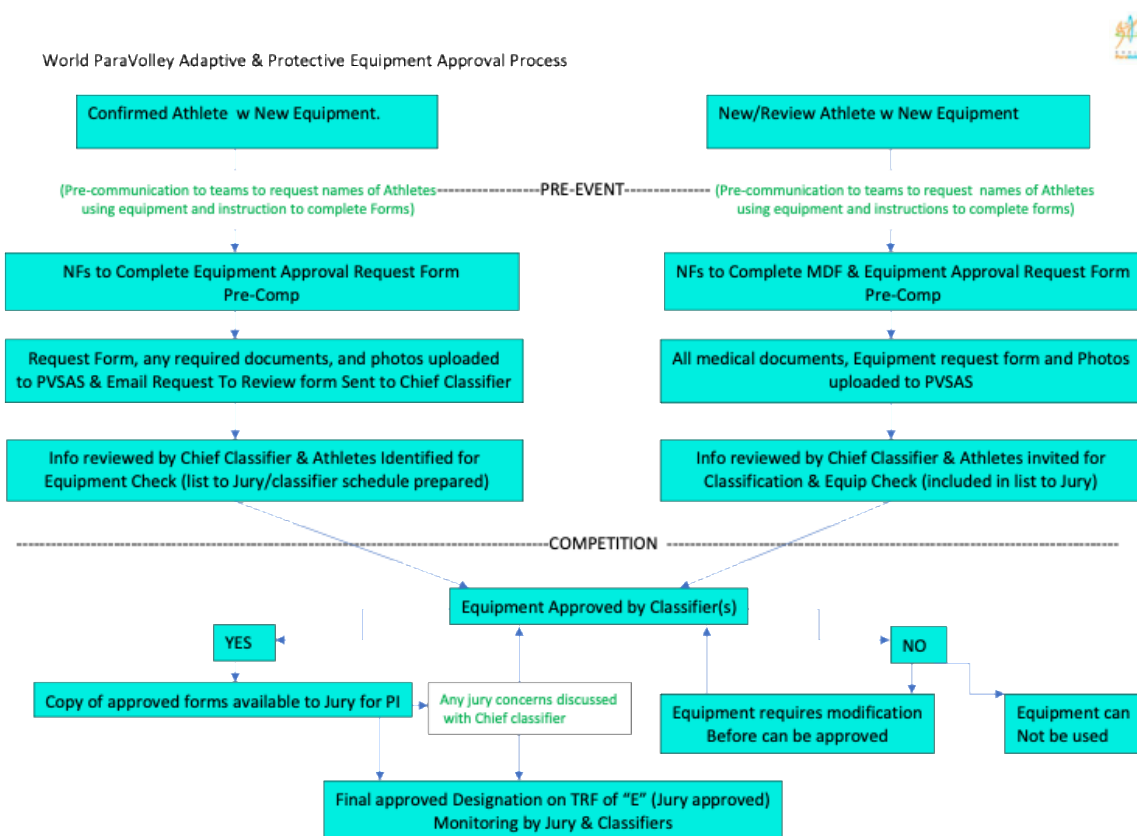 World ParaVolley Adaptive & Protective Equipment Approval Process
Confirmed Athlete w New Equipment.
New/Review Athlete w New Equipment
(Pre-communication to teams to request names of Athletes
using equipment and instruction to complete Forms)
-----------------PRE-EVENT--------------
(Pre-communication to teams to request names of Athletes
using equipment and instructions to complete forms)
NFs to Complete Equipment Approval Request Form
Pre-Comp
NFs to Complete MDF & Equipment Approval Request Form
Pre-Comp
Request Form, any required documents, and photos uploaded
to PVSAS & Email Request To Review form Sent to Chief Classifier
All medical documents, Equipment request form and Photos
uploaded to PVSAS
Info reviewed by Chief Classifier & Athletes Identified for
Equipment Check (list to Jury/classifier schedule prepared)
Info reviewed by Chief Classifier & Athletes invited for
Classification & Equip Check (included in list to Jury)
COMPETITION
Equipment Approved by Classifier(s)
YES
NO
Copy of approved forms available to Jury for PI
Any jury concerns discussed
with Chief classifier
Equipment requires modification
Before can be approved
Equipment can
Not be used
Final approved Designation on TRF of “E” (Jury approved)
Monitoring by Jury & Classifiers